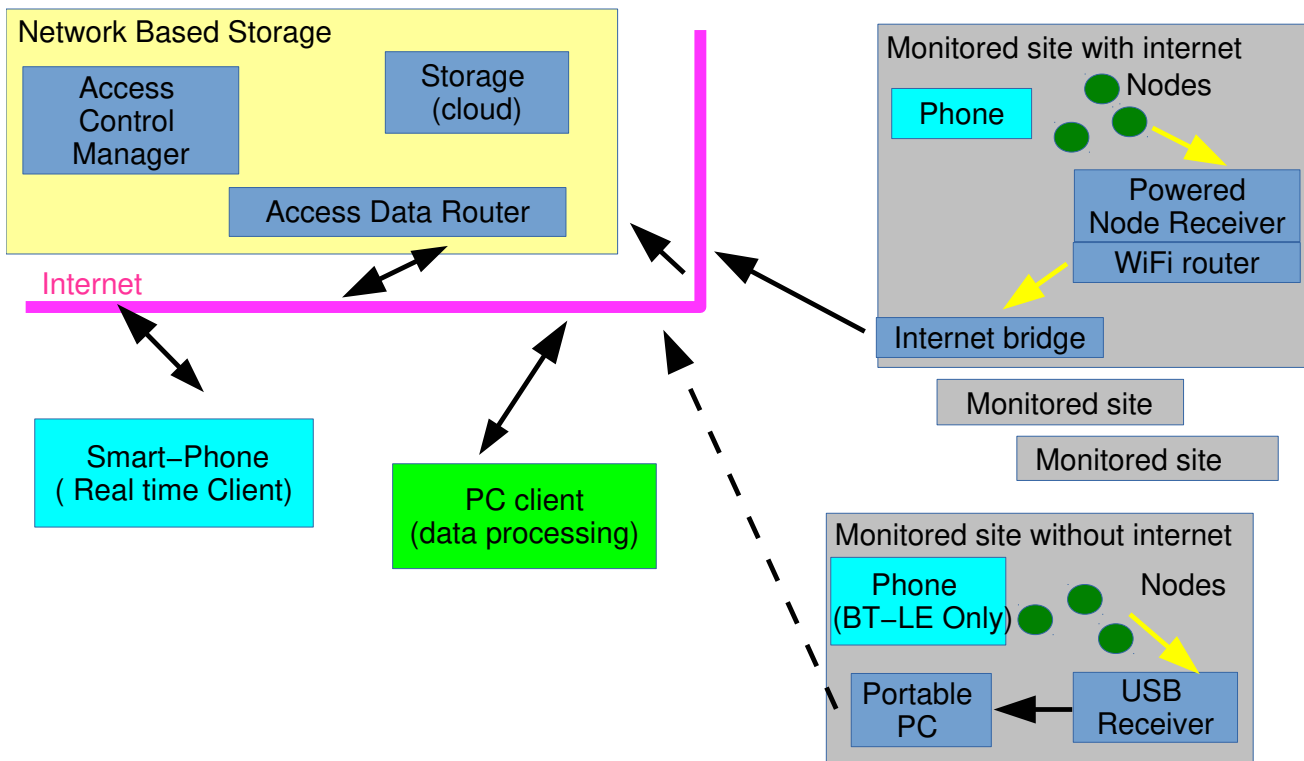 Network Based Storage
Access
Control
Manager
Storage
(cloud)
Access Data Router
Internet
Smart−Phone
( Real time Client)
PC client
(data processing)
Monitored site with internet
Phone
Nodes
Powered
Node Receiver
WiFi router
Internet bridge
Monitored site
Monitored site
Monitored site without internet
Phone
(BT−LE Only)
Nodes
Portable
PC
USB
Receiver